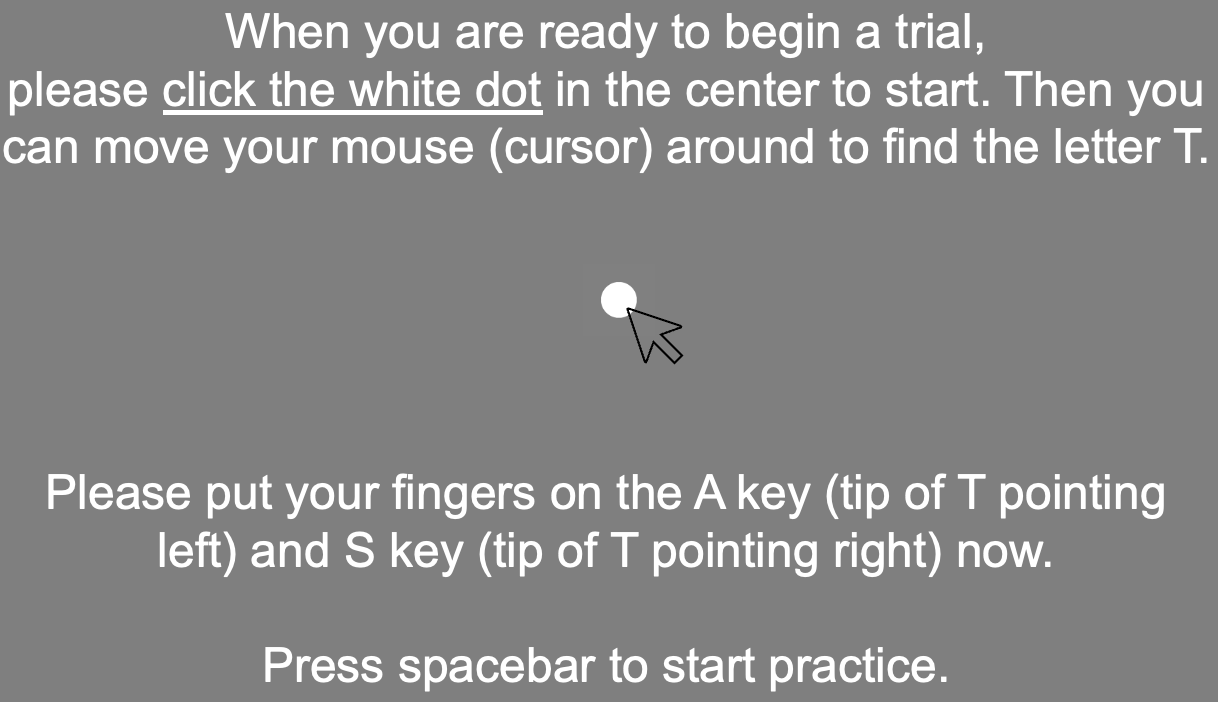 When you are ready to begin a trial,
please click the white dot in the center to start. Then you
can move your mouse (cursor) around to find the letter T.
Please put your fingers on the A key (tip of T pointing
left) and S key (tip of T pointing right) now.
Press spacebar to start practice.